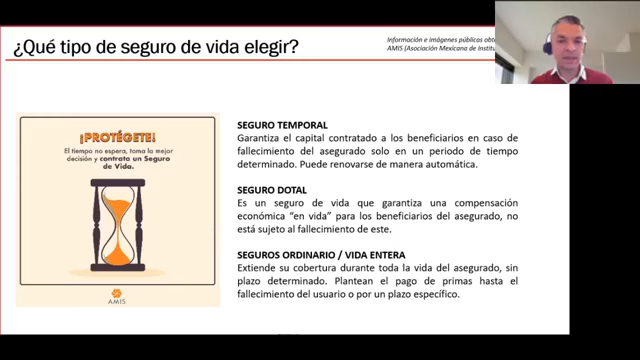 ¿Qué tipo de seguro de vida elegir?
Información e imágenes públicas
AMIS (Asociación Mexicana de
¡PROTÉGETE!
El tiempo no espera, toma la mejor
decisión y contrata un Seguro
de Vida.
AMIS
SEGURO TEMPORAL
Garantiza el capital contratado a los beneficiarios en caso de
fallecimiento del asegurado solo en un periodo de tiempo
determinado. Puede renovarse de manera automática.
SEGURO DOTAL
Es un seguro de vida que garantiza una compensación
económica "en vida" para los beneficiarios del asegurado, no
está sujeto al fallecimiento de este.
SEGUROS ORDINARIO / VIDA ENTERA
Extiende su cobertura durante toda la vida del asegurado, sin
plazo determinado. Plantean el pago de primas hasta el
fallecimiento del usuario o por un plazo específico.